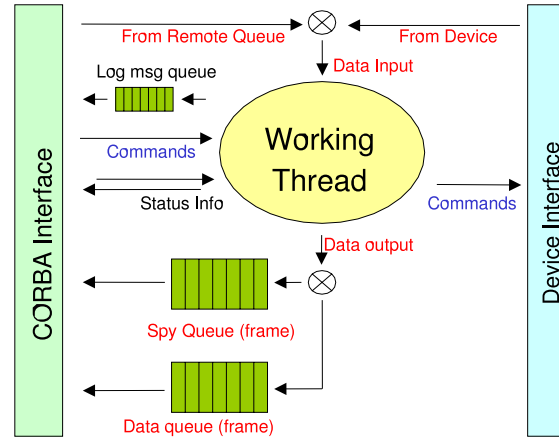 From Remote Queue
From Device
Data Input
Log msg queue
Working
Thread
Commands
Status Info
Commands
Data output
Spy Queue (frame)
Data queue (frame)
CORBA Interface
Device Interface